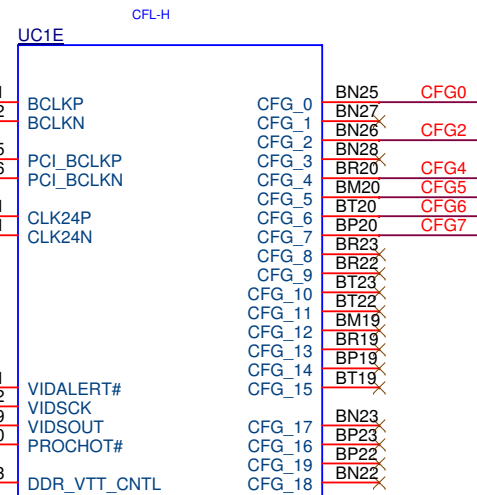 CFL-H
UC1E
BN25 CFG0
BCLKP CFG_0
BN27
BCLKN CFG_1
BN26 CFG2
CFG_2
BN28
PCI_BCLKP CFG_3
BR20 CFG4
PCI_BCLKN CFG_4
BM20 CFG5
CFG_5
BT20 CFG6
CLK24P CFG_6
BP20 CFG7
CLK24N CFG_7
BR23
CFG_8
BR22
CFG_9
BT23
CFG_10
BT22
CFG_11
BM19
CFG_12
BR19
CFG_13
BP19
CFG_14
BT19
VIDALERT# CFG_15
VIDSCK
BN23
VIDSOUT CFG_17
BP23
PROCHOT# CFG_16
BP22
CFG_19
BN22
DDR_VTT_CNTL CFG_18